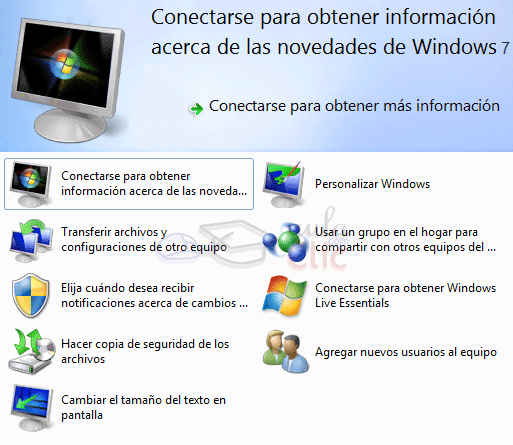 Conectarse para obtener información
acerca de las novedades de Windows 7
Conectarse para obtener más información
Conectarse para obtener
información acerca de las noveda...
Personalizar Windows
Transferir archivos y
configuraciones de otro equipo
Usar un grupo en el hogar para
compartir con otros equipos del ...
Elija cuándo desea recibir
notificaciones acerca de cambios ...
Conectarse para obtener Windows
Live Essentials
Hacer copia de seguridad de los
archivos
Agregar nuevos usuarios al equipo
Cambiar el tamaño del texto en
pantalla
aula
.com
clic